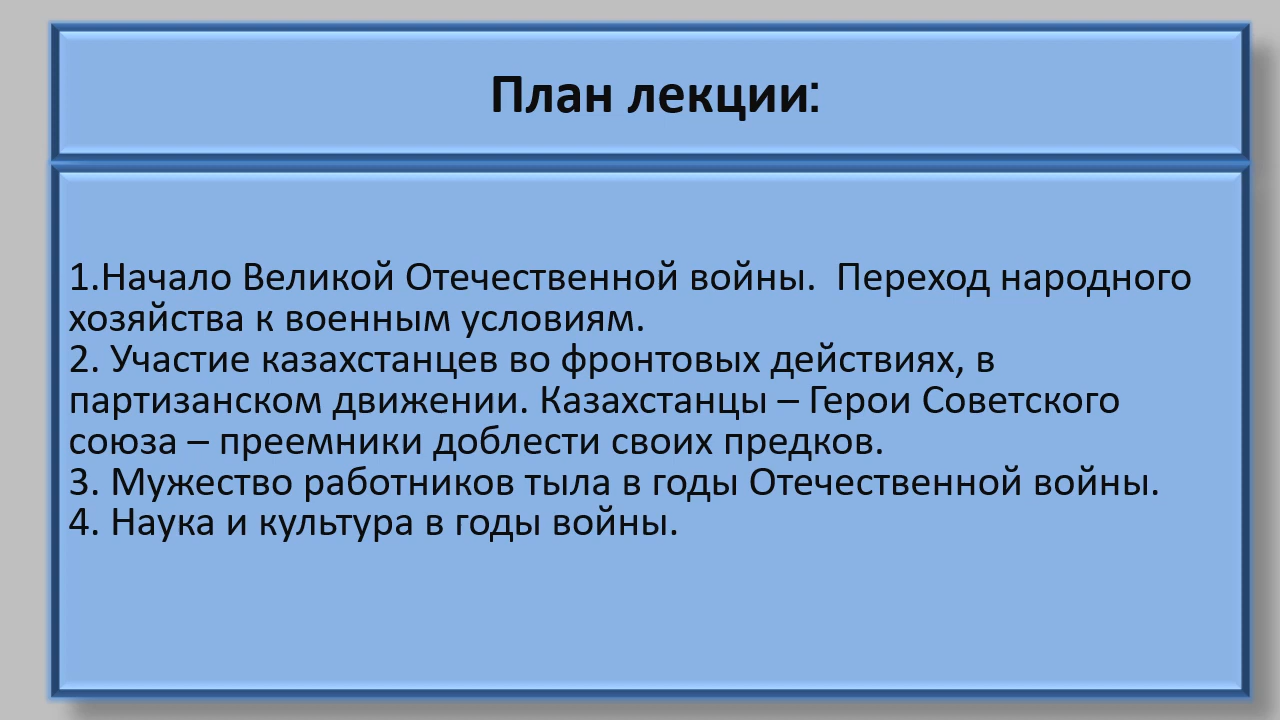 План лекции:
1.Начало Великой Отечественной войны.  Переход народного
хозяйства к военным условиям.
2. Участие казахстанцев во фронтовых действиях, в
партизанском движении. Казахстанцы – Герои Советского
союза – преемники доблести своих предков.
3. Мужество работников тыла в годы Отечественной войны.
4. Наука и культура в годы войны.